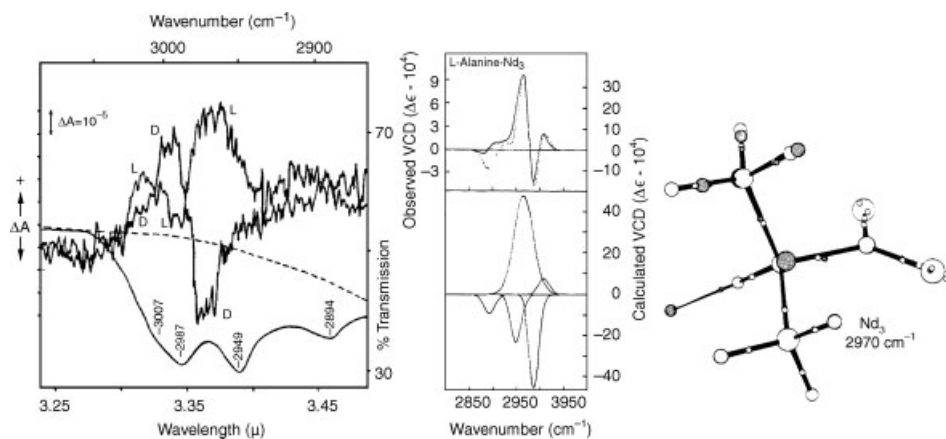 Wavenumber (cm⁻¹)
3000
2900
ΔA=10⁻⁵
D
L
L
D
L
D
+
ΔA
−
−3007
−2987
−2949
−2894
70
30
% Transmission
3.25
3.35
3.45
Wavelength (μ)
L-Alanine-Nd₃
Observed VCD (Δϵ · 10⁴)
9
6
3
0
−3
30
20
10
0
−10
40
20
0
−20
−40
Calculated VCD (Δϵ · 10⁴)
2850 2950 3950
Wavenumber (cm⁻¹)
Nd₃
2970 cm⁻¹